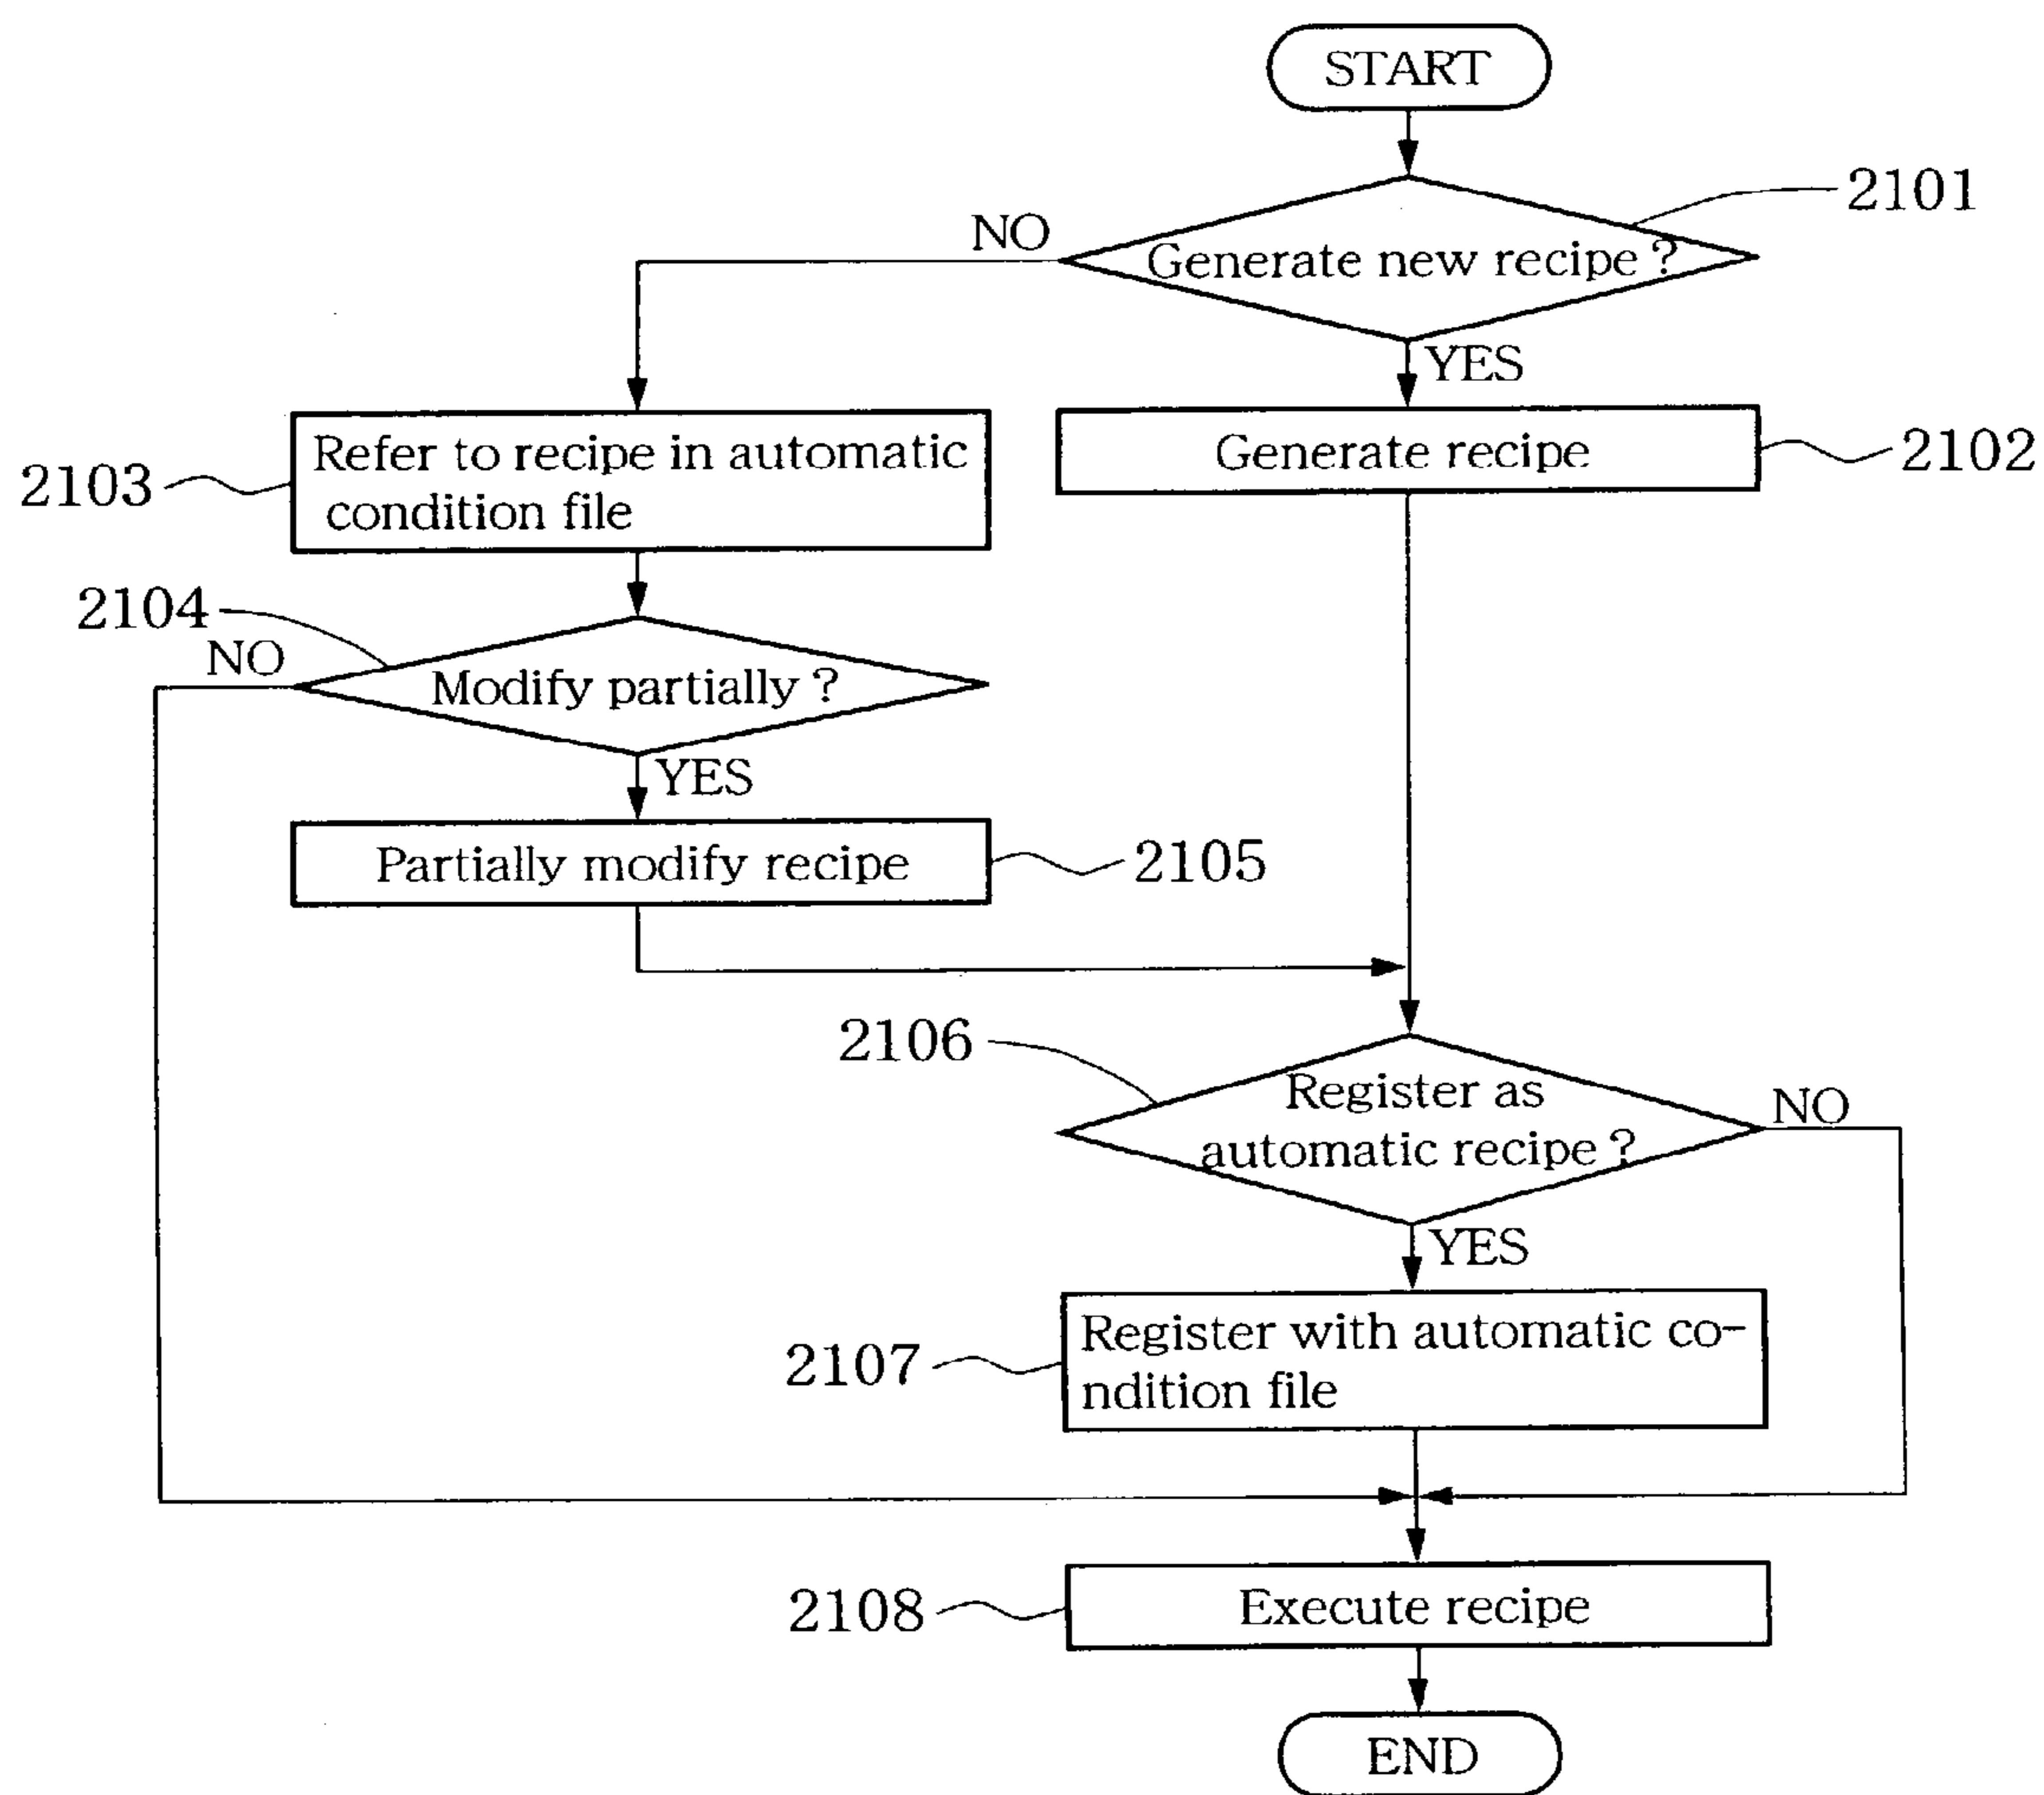 START
2101
NO
Generate new recipe ?
YES
Refer to recipe in automatic
condition file
2103
Generate recipe
2102
2104
NO
Modify partially ?
YES
Partially modify recipe
2105
2106
Register as
automatic recipe ?
NO
YES
Register with automatic co-
ndition file
2107
Execute recipe
2108
END